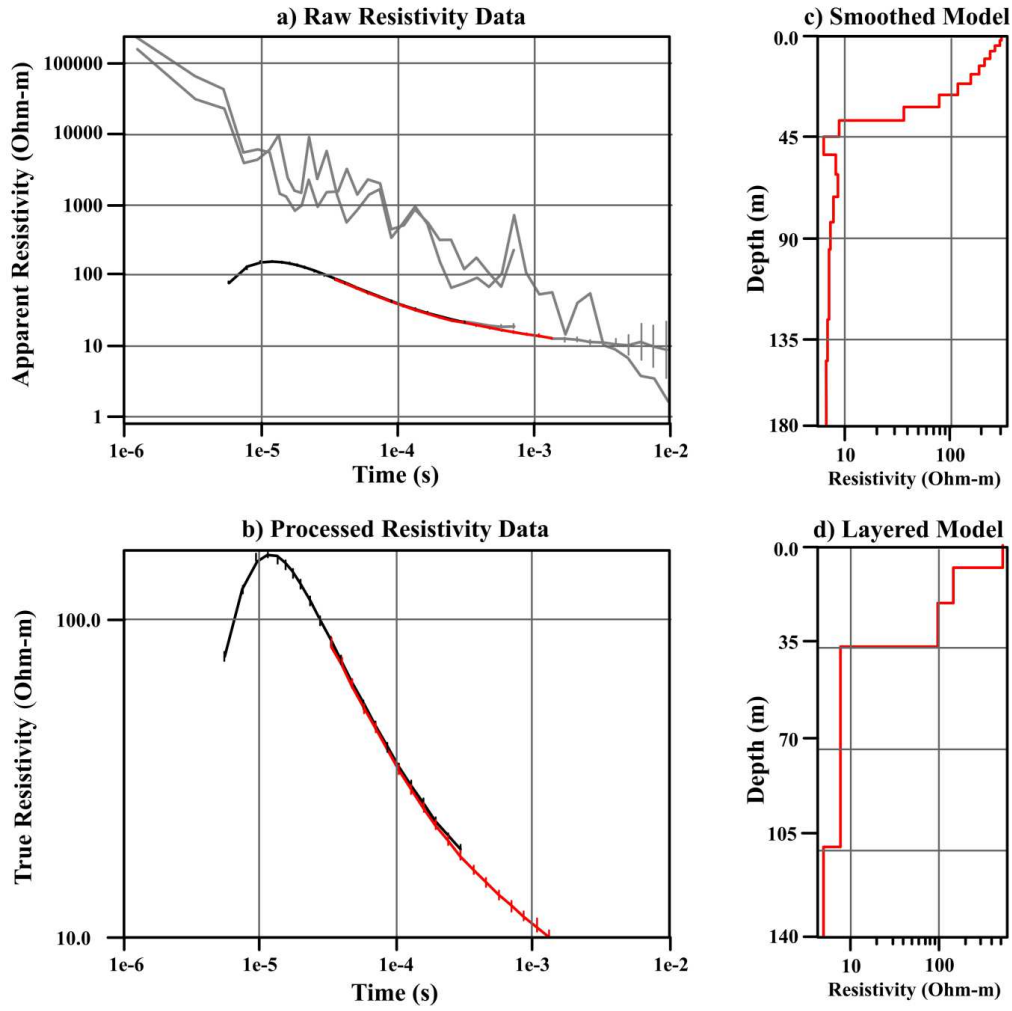 a) Raw Resistivity Data
Apparent Resistivity (Ohm-m)
100000
10000
1000
100
10
1
1e-6
1e-5
1e-4
1e-3
1e-2
Time (s)
c) Smoothed Model
Depth (m)
0.0
45
90
135
180
10
100
Resistivity (Ohm-m)
b) Processed Resistivity Data
True Resistivity (Ohm-m)
100.0
10.0
1e-6
1e-5
1e-4
1e-3
1e-2
Time (s)
d) Layered Model
Depth (m)
0.0
35
70
105
140
10
100
Resistivity (Ohm-m)